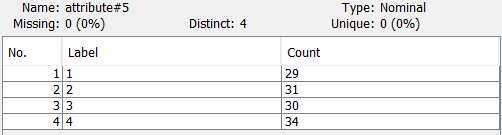 Name: attribute#5 Type: Nominal
Missing: 0 (0%) Distinct: 4 Unique: 0 (0%)
No. Label Count
1 1 29
2 2 31
3 3 30
4 4 34